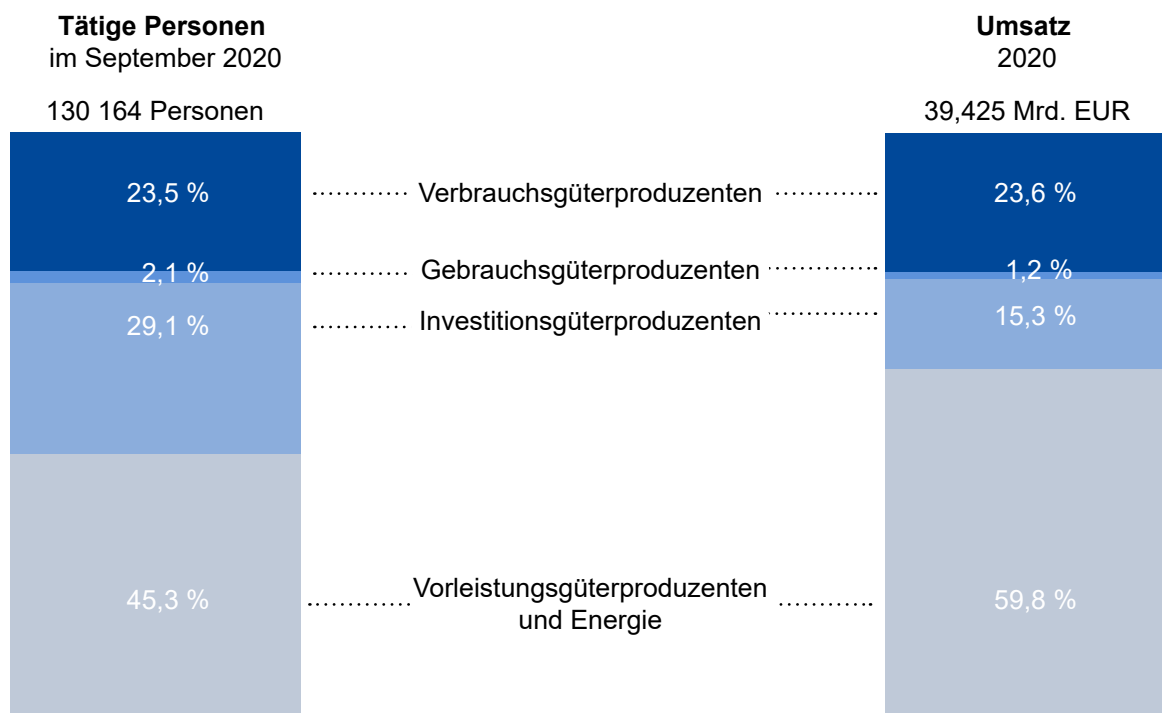 Tätige Personen
im September 2020
130 164 Personen
Umsatz
2020
39,425 Mrd. EUR
23,5 % Verbrauchsgüterproduzenten 23,6 %
2,1 % Gebrauchsgüterproduzenten 1,2 %
29,1 % Investitionsgüterproduzenten 15,3 %
45,3 % Vorleistungsgüterproduzenten 59,8 %
und Energie